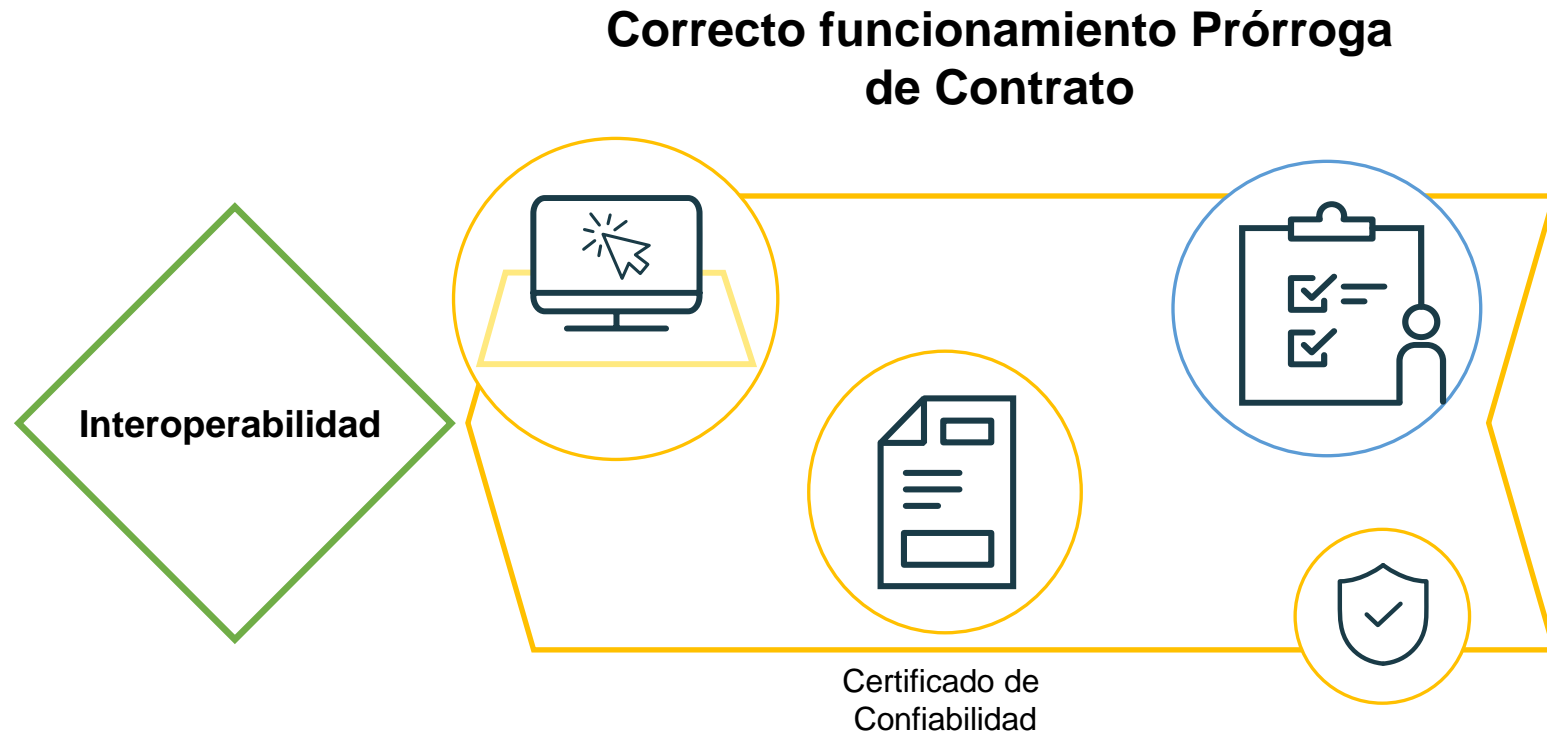 Correcto funcionamiento Prórroga
de Contrato
Interoperabilidad
Certificado de
Confiabilidad